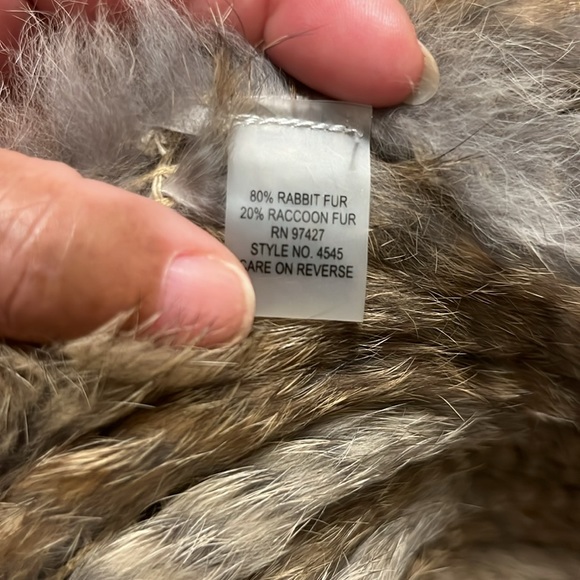 80% RABBIT FUR
20% RACCOON FUR
RN 97427
STYLE NO. 4545
CARE ON REVERSE